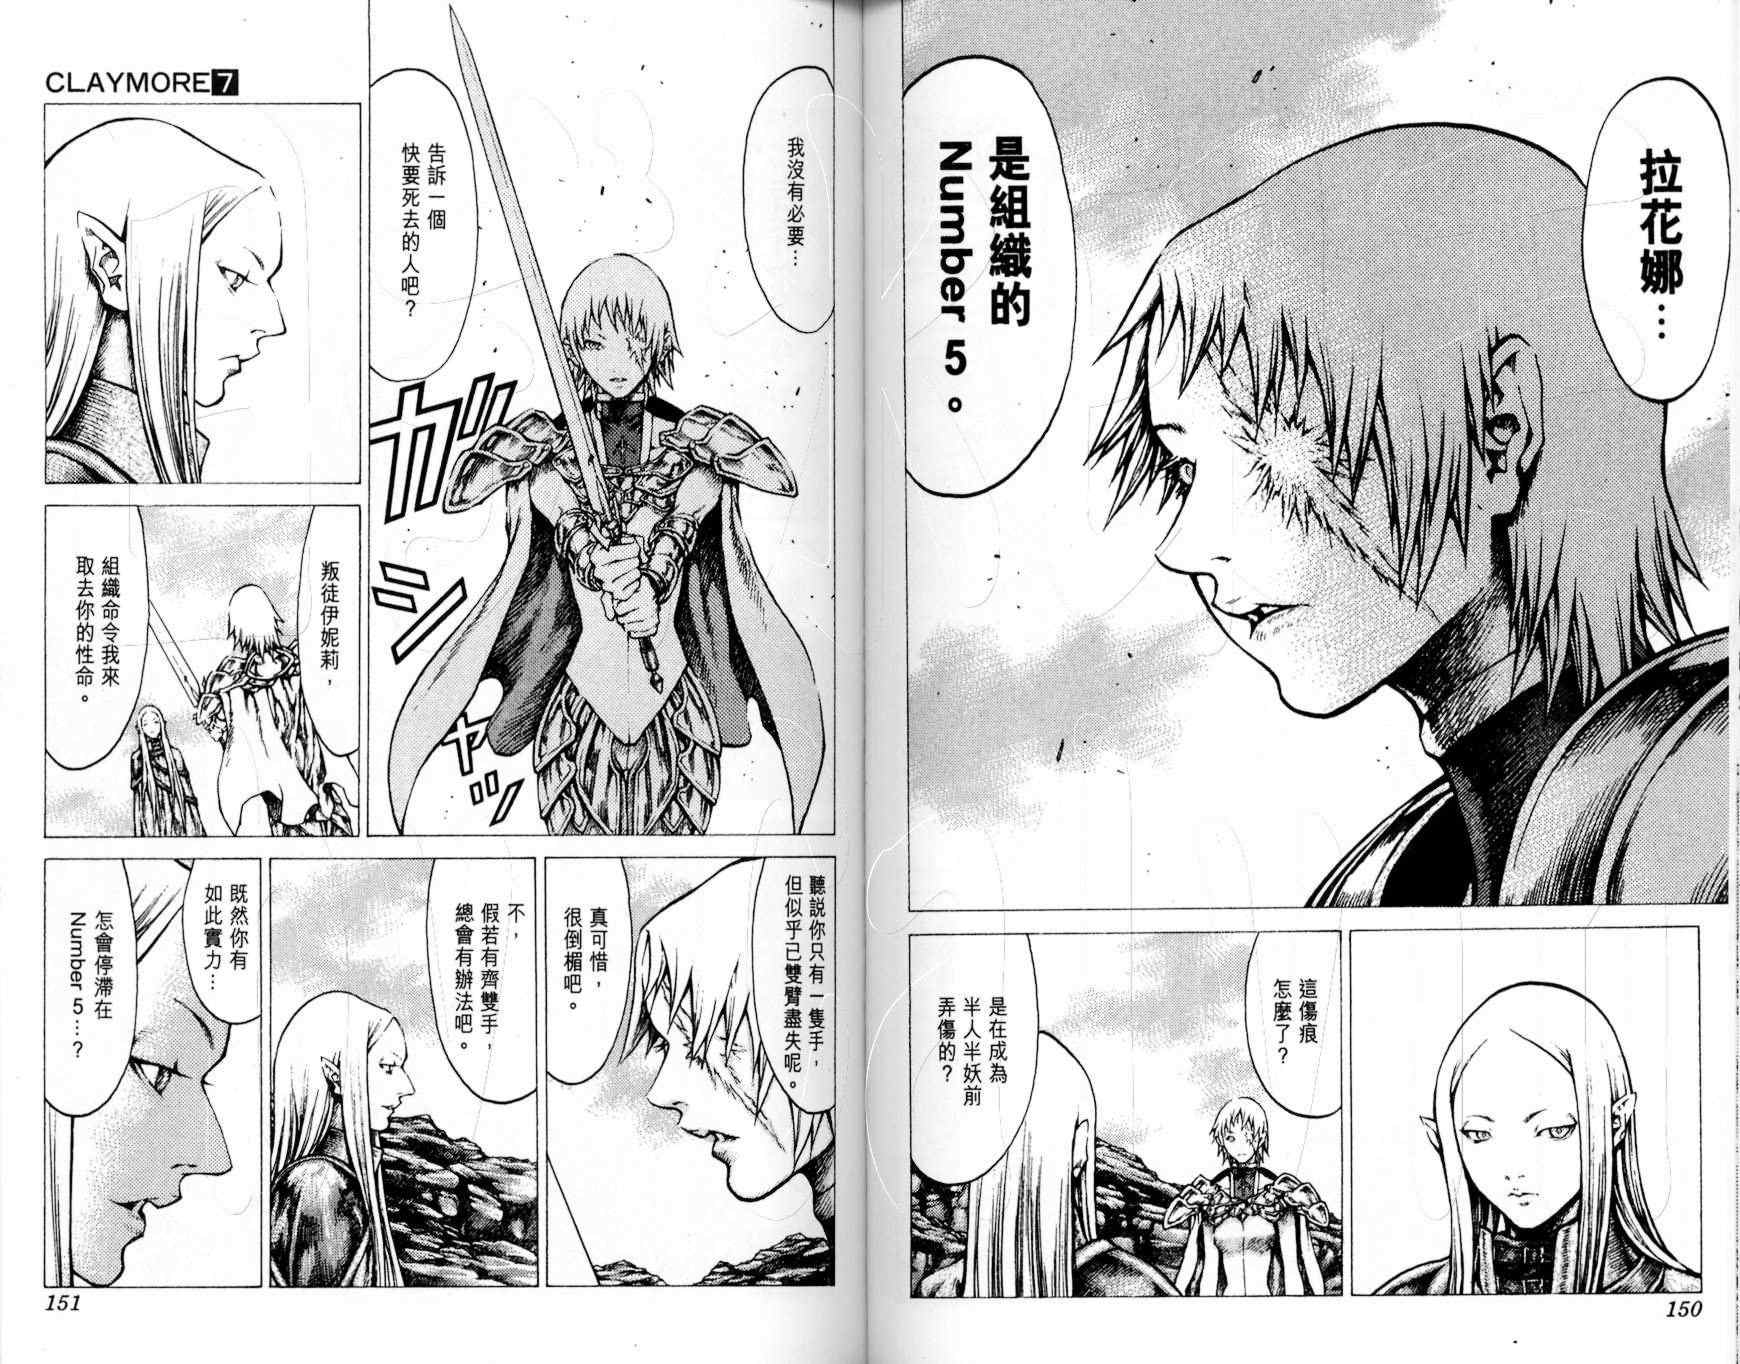 拉花娜…
是組織的
Number 5。
這傷痕
怎麼了?
是在成為
半人半妖前
弄傷的?
150
CLAYMORE 7
我沒有必要…
告訴一個
快要死去的人吧?
ガシ
ャッ
叛徒伊妮莉,
組織命令我來
取去你的性命。
聽說你只有一隻手,
但似乎已雙臂盡失呢。
真可惜,
很倒楣吧。
不,
假若有齊雙手,
總會有辦法吧。
既然你有
如此實力…
怎會停滯在
Number 5…?
151